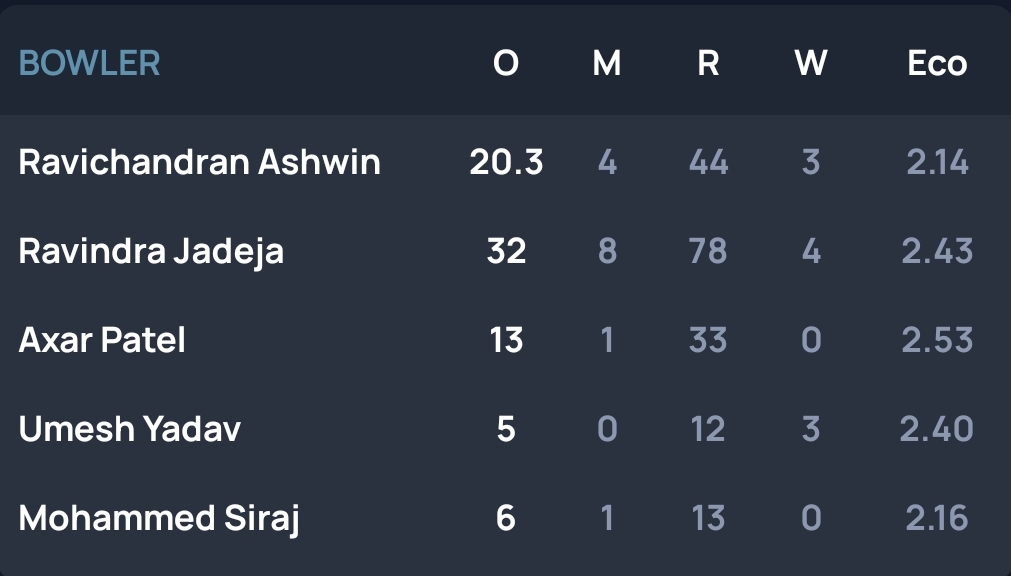 BOWLER O M R W Eco
Ravichandran Ashwin 20.3 4 44 3 2.14
Ravindra Jadeja 32 8 78 4 2.43
Axar Patel 13 1 33 0 2.53
Umesh Yadav 5 0 12 3 2.40
Mohammed Siraj 6 1 13 0 2.16